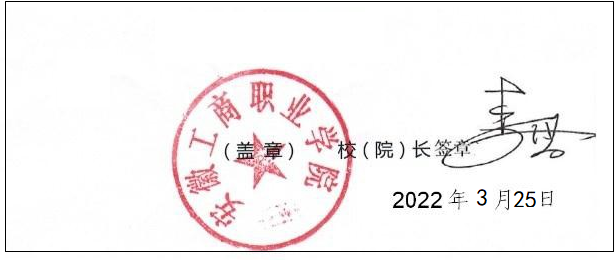 安徽工商职业学院
（盖 章） 校（院）长签章
2022 年 3 月25日